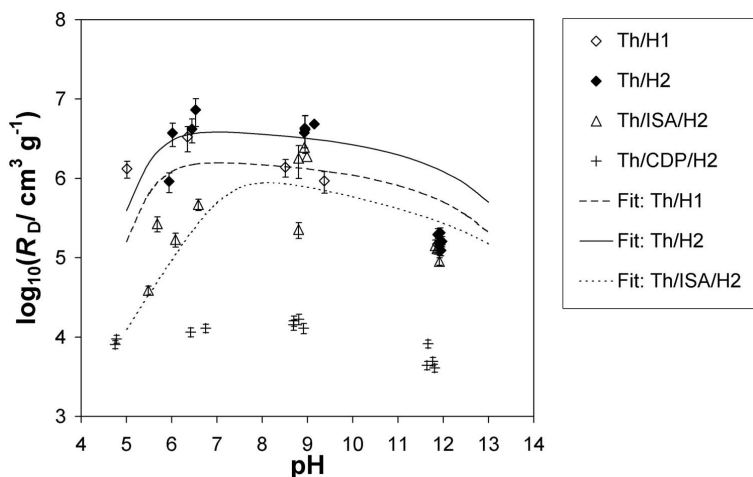 8
7
6
5
4
3
log₁₀(R_D/ cm³ g⁻¹)
4 5 6 7 8 9 10 11 12 13 14
pH
Th/H1
Th/H2
Th/ISA/H2
Th/CDP/H2
Fit: Th/H1
Fit: Th/H2
Fit: Th/ISA/H2